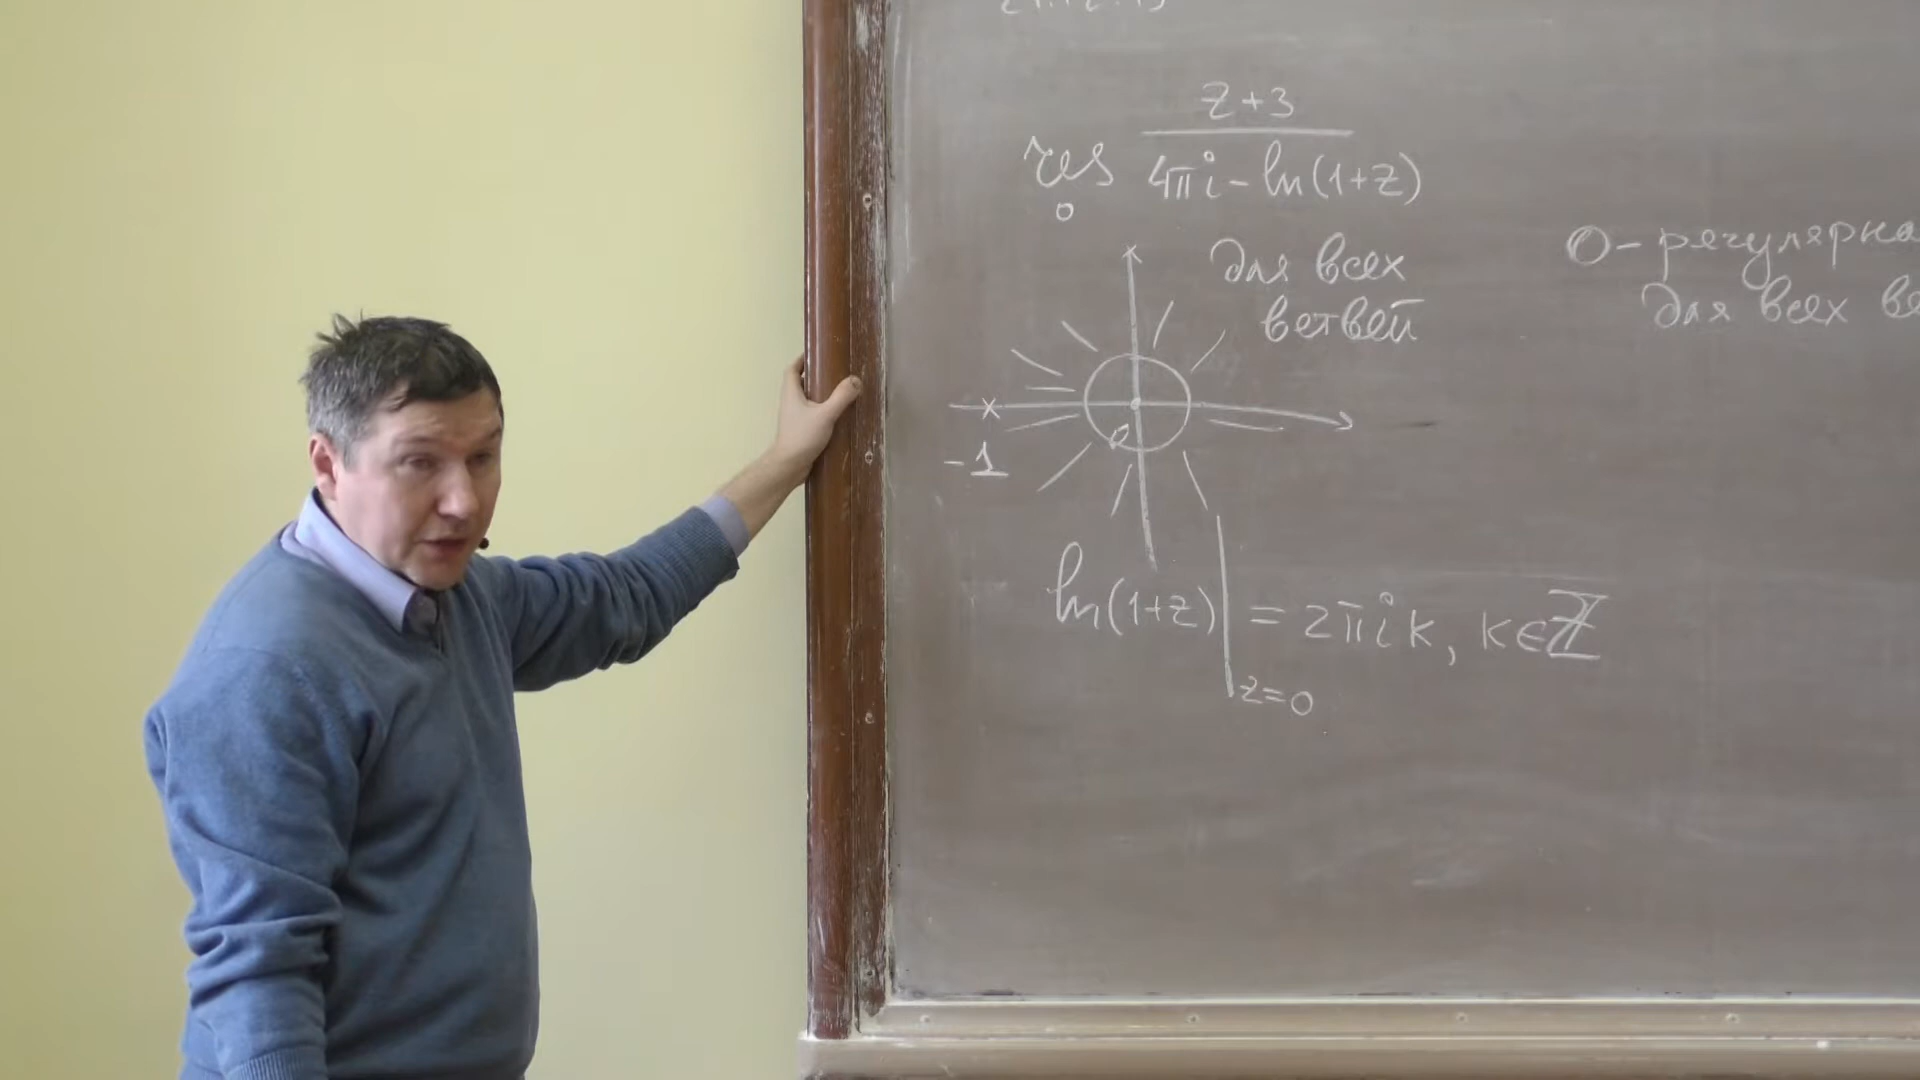 z+3
res 4πi-ln(1+z)
0
для всех
ветвей
0-регулярна
для всех ве
0
-1
ln(1+z)| = 2πik, k∈ℤ
z=0